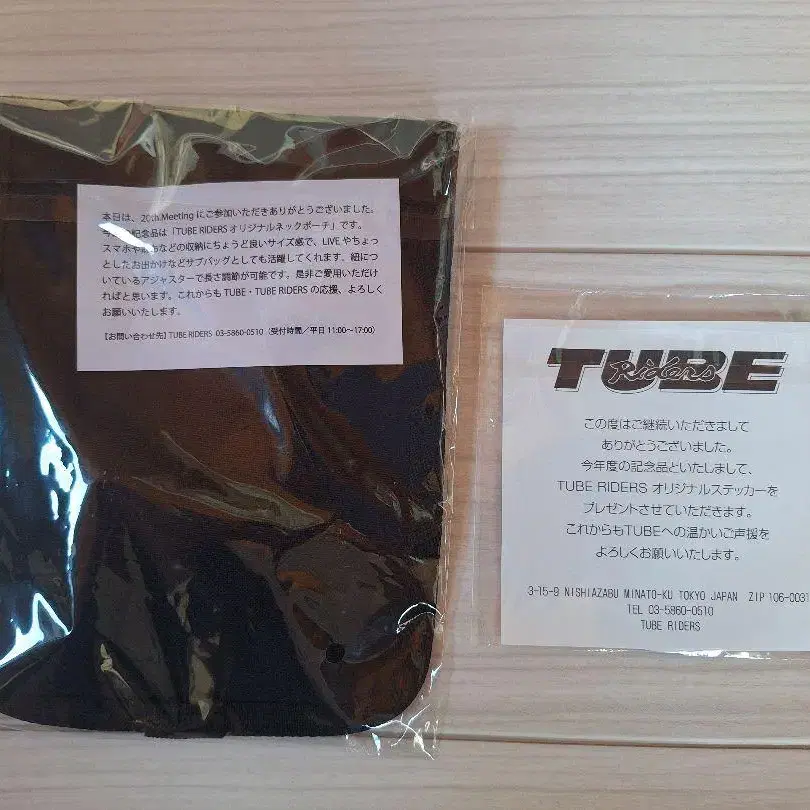 本日は、20th Meeting にご参加いただきありがとうございました。
記念品は「TUBE RIDERS オリジナルネックポーチ」です。
スマホや などの収納にちょうど良いサイズ感で、LIVE やちょっ
としたお出かけなどサブバッグとしても活躍してくれます。紐につ
いているアジャスターで長さ調節が可能です。是非ご愛用いただけ
ればと思います。これからも TUBE・TUBE RIDERS の応援、よろしく
お願いいたします。
【お問い合わせ先】TUBE RIDERS 03-5860-0510（受付時間／平日 11:00〜17:00）
TUBE
Riders
この度はご継続いただきまして
ありがとうございました。
今年度の記念品といたしまして、
TUBE RIDERS オリジナルステッカーを
プレゼントさせていただきます。
これからもTUBEへの温かいご声援を
よろしくお願いいたします。
3-15-9 NISHIAZABU MINATO-KU TOKYO JAPAN ZIP 106-0031
TEL 03-5860-0510
TUBE RIDERS